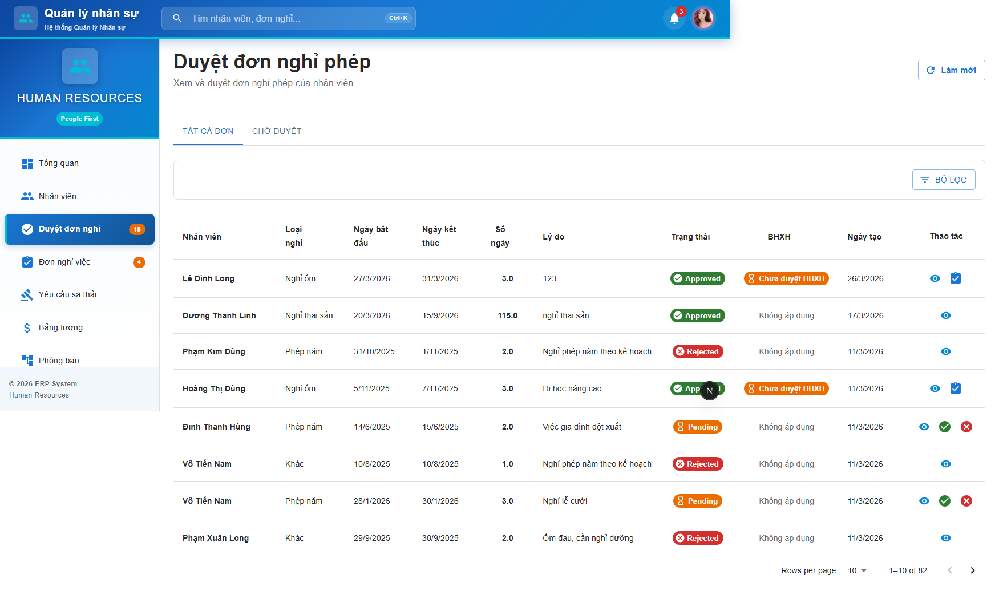 Quản lý nhân sự
Hệ thống Quản lý Nhân sự
Tìm nhân viên, đơn nghỉ...
Ctrl+K
3
HUMAN RESOURCES
People First
Tổng quan
Nhân viên
Duyệt đơn nghỉ 19
Đơn nghỉ việc 4
Yêu cầu sa thải
Bảng lương
Phòng ban
© 2026 ERP System
Human Resources
Duyệt đơn nghỉ phép
Xem và duyệt đơn nghỉ phép của nhân viên
Làm mới
TẤT CẢ ĐƠN CHỜ DUYỆT
BỘ LỌC
Nhân viên Loại nghỉ Ngày bắt đầu Ngày kết thúc Số ngày Lý do Trạng thái BHXH Ngày tạo Thao tác
Lê Đình Long Nghỉ ốm 27/3/2026 31/3/2026 3.0 123 Approved Chưa duyệt BHXH 26/3/2026
Dương Thanh Linh Nghỉ thai sản 20/3/2026 15/9/2026 115.0 nghỉ thai sản Approved Không áp dụng 17/3/2026
Phạm Kim Dũng Phép năm 31/10/2025 1/11/2025 2.0 Nghỉ phép năm theo kế hoạch Rejected Không áp dụng 11/3/2026
Hoàng Thị Dũng Nghỉ ốm 5/11/2025 7/11/2025 3.0 Đi học nâng cao N Chưa duyệt BHXH 11/3/2026
Đinh Thanh Hùng Phép năm 14/6/2025 15/6/2025 2.0 Việc gia đình đột xuất Pending Không áp dụng 11/3/2026
Võ Tiến Nam Khác 10/8/2025 10/8/2025 1.0 Nghỉ phép năm theo kế hoạch Rejected Không áp dụng 11/3/2026
Võ Tiến Nam Phép năm 28/1/2026 30/1/2026 3.0 Nghỉ lễ cưới Pending Không áp dụng 11/3/2026
Phạm Xuân Long Khác 29/9/2025 30/9/2025 2.0 Ốm đau, cần nghỉ dưỡng Rejected Không áp dụng 11/3/2026
Rows per page: 10 1–10 of 82